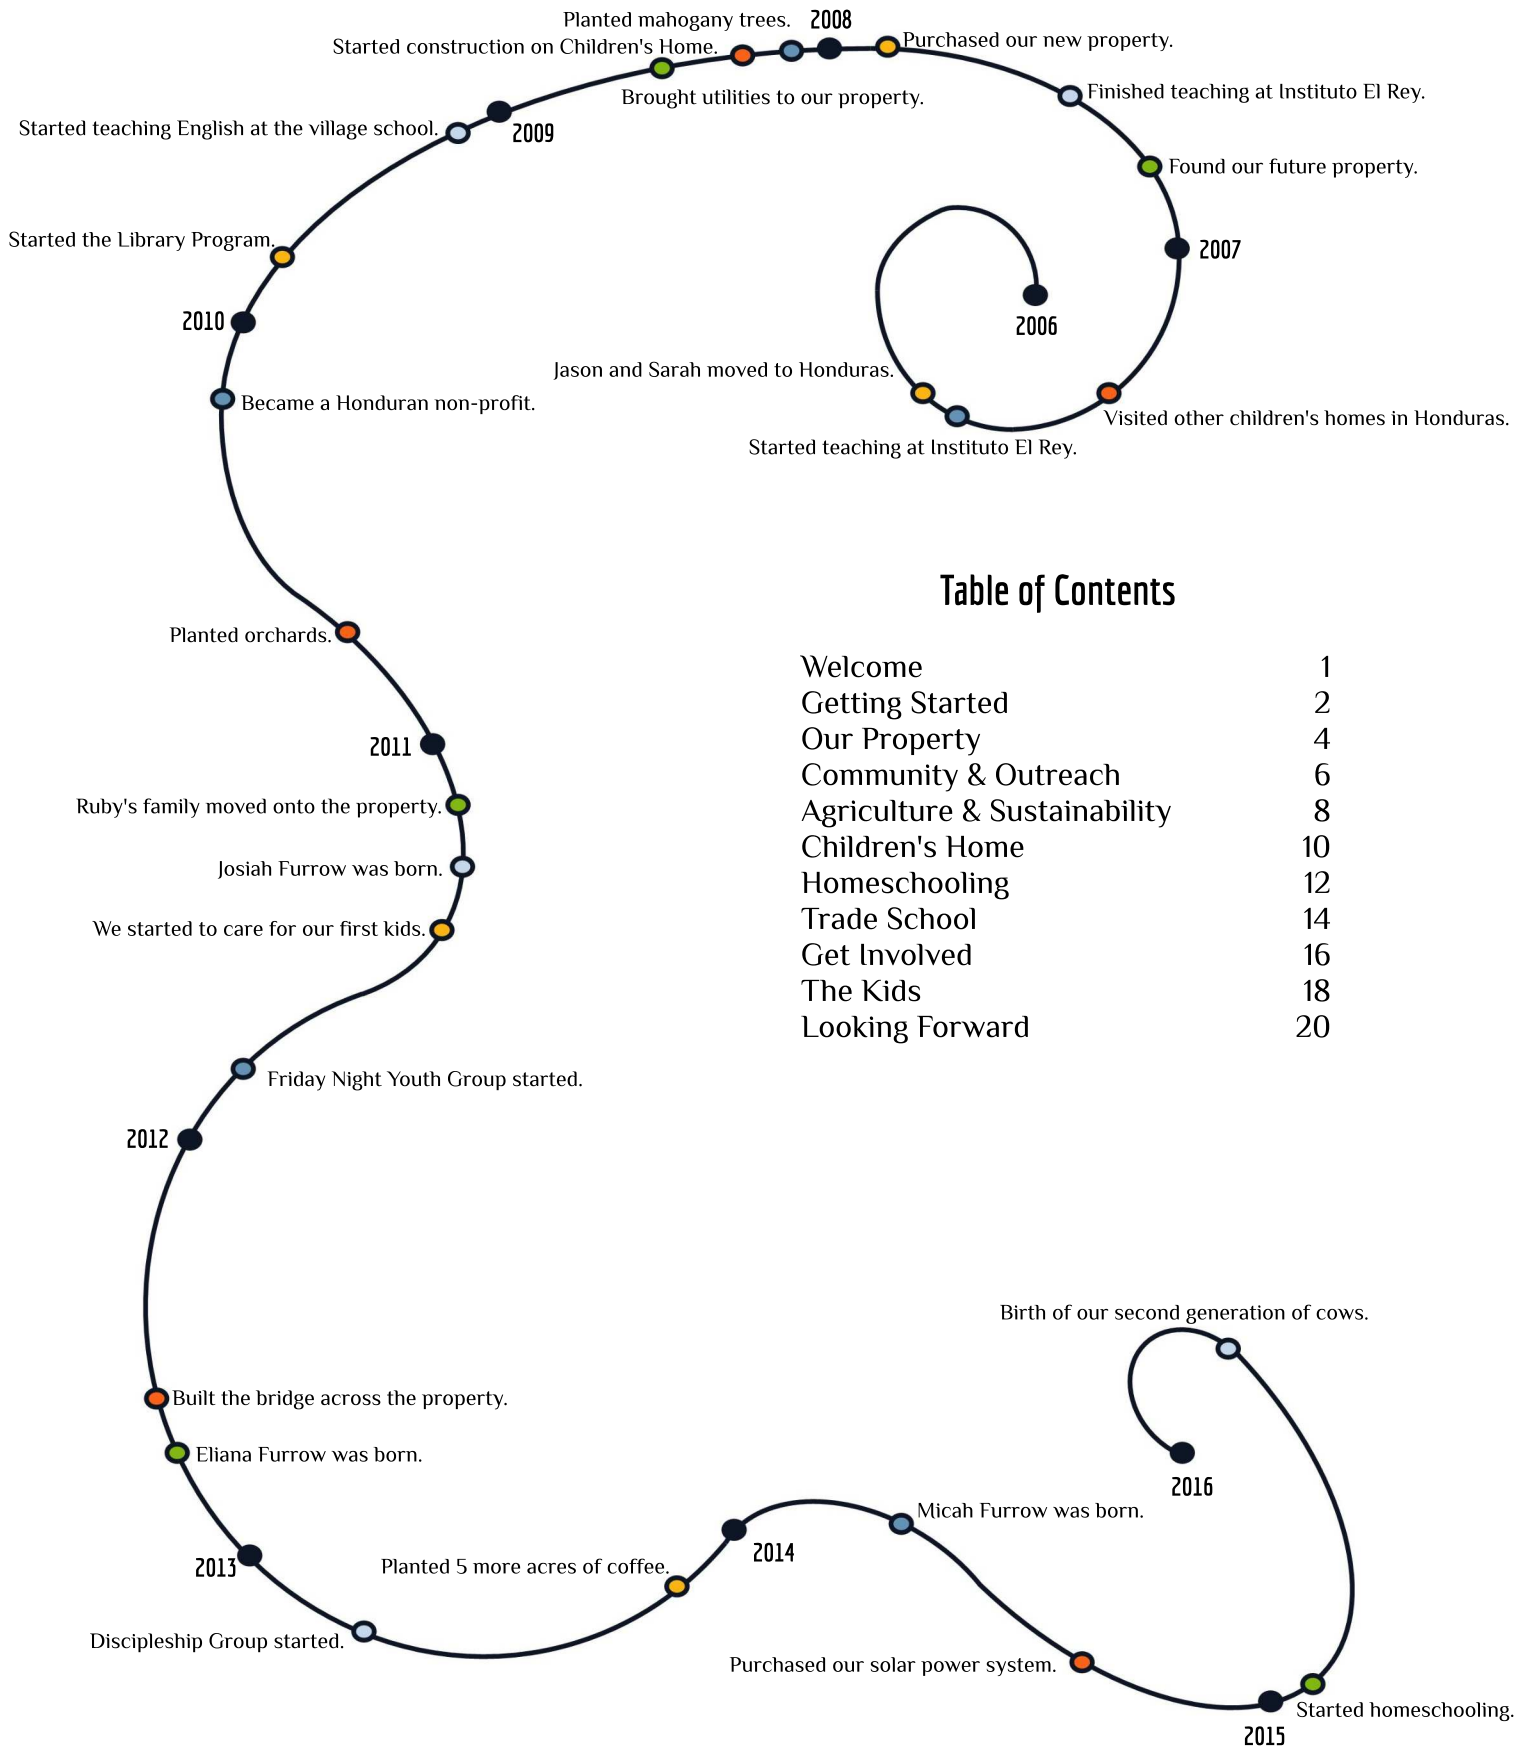 Planted mahogany trees.
2008
Started construction on Children's Home.
Purchased our new property.
Brought utilities to our property.
Finished teaching at Instituto El Rey.
Started teaching English at the village school.
2009
Found our future property.
Started the Library Program.
2007
2010
2006
Jason and Sarah moved to Honduras.
Became a Honduran non-profit.
Visited other children's homes in Honduras.
Started teaching at Instituto El Rey.
Table of Contents
Welcome 1
Getting Started 2
Our Property 4
Community & Outreach 6
Agriculture & Sustainability 8
Children's Home 10
Homeschooling 12
Trade School 14
Get Involved 16
The Kids 18
Looking Forward 20
Planted orchards.
2011
Ruby's family moved onto the property.
Josiah Furrow was born.
We started to care for our first kids.
Friday Night Youth Group started.
2012
Birth of our second generation of cows.
Built the bridge across the property.
Eliana Furrow was born.
2016
Micah Furrow was born.
2014
2013
Planted 5 more acres of coffee.
Discipleship Group started.
Purchased our solar power system.
Started homeschooling.
2015